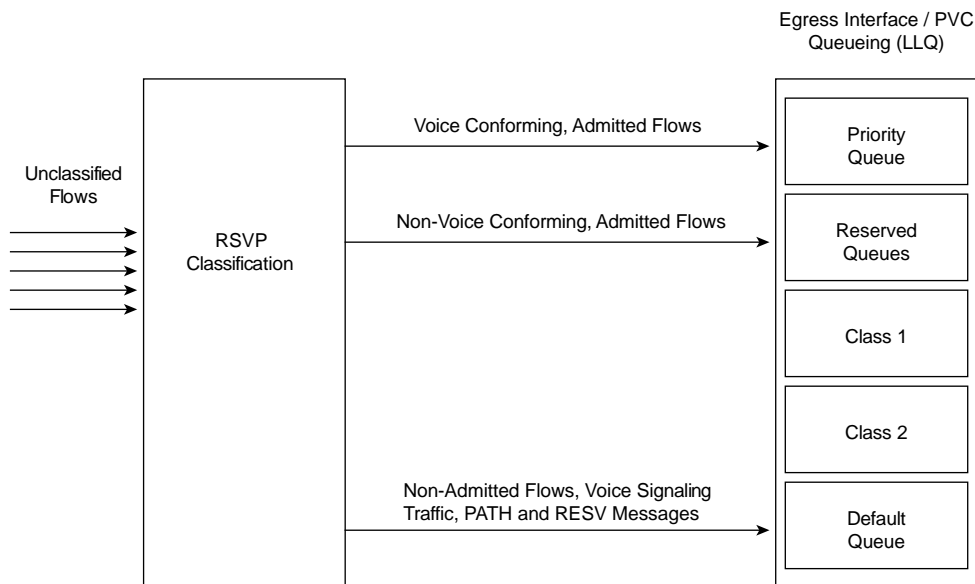 Egress Interface / PVC
Queueing (LLQ)
Unclassified
Flows
RSVP
Classification
Voice Conforming, Admitted Flows
Non-Voice Conforming, Admitted Flows
Non-Admitted Flows, Voice Signaling
Traffic, PATH and RESV Messages
Priority
Queue
Reserved
Queues
Class 1
Class 2
Default
Queue